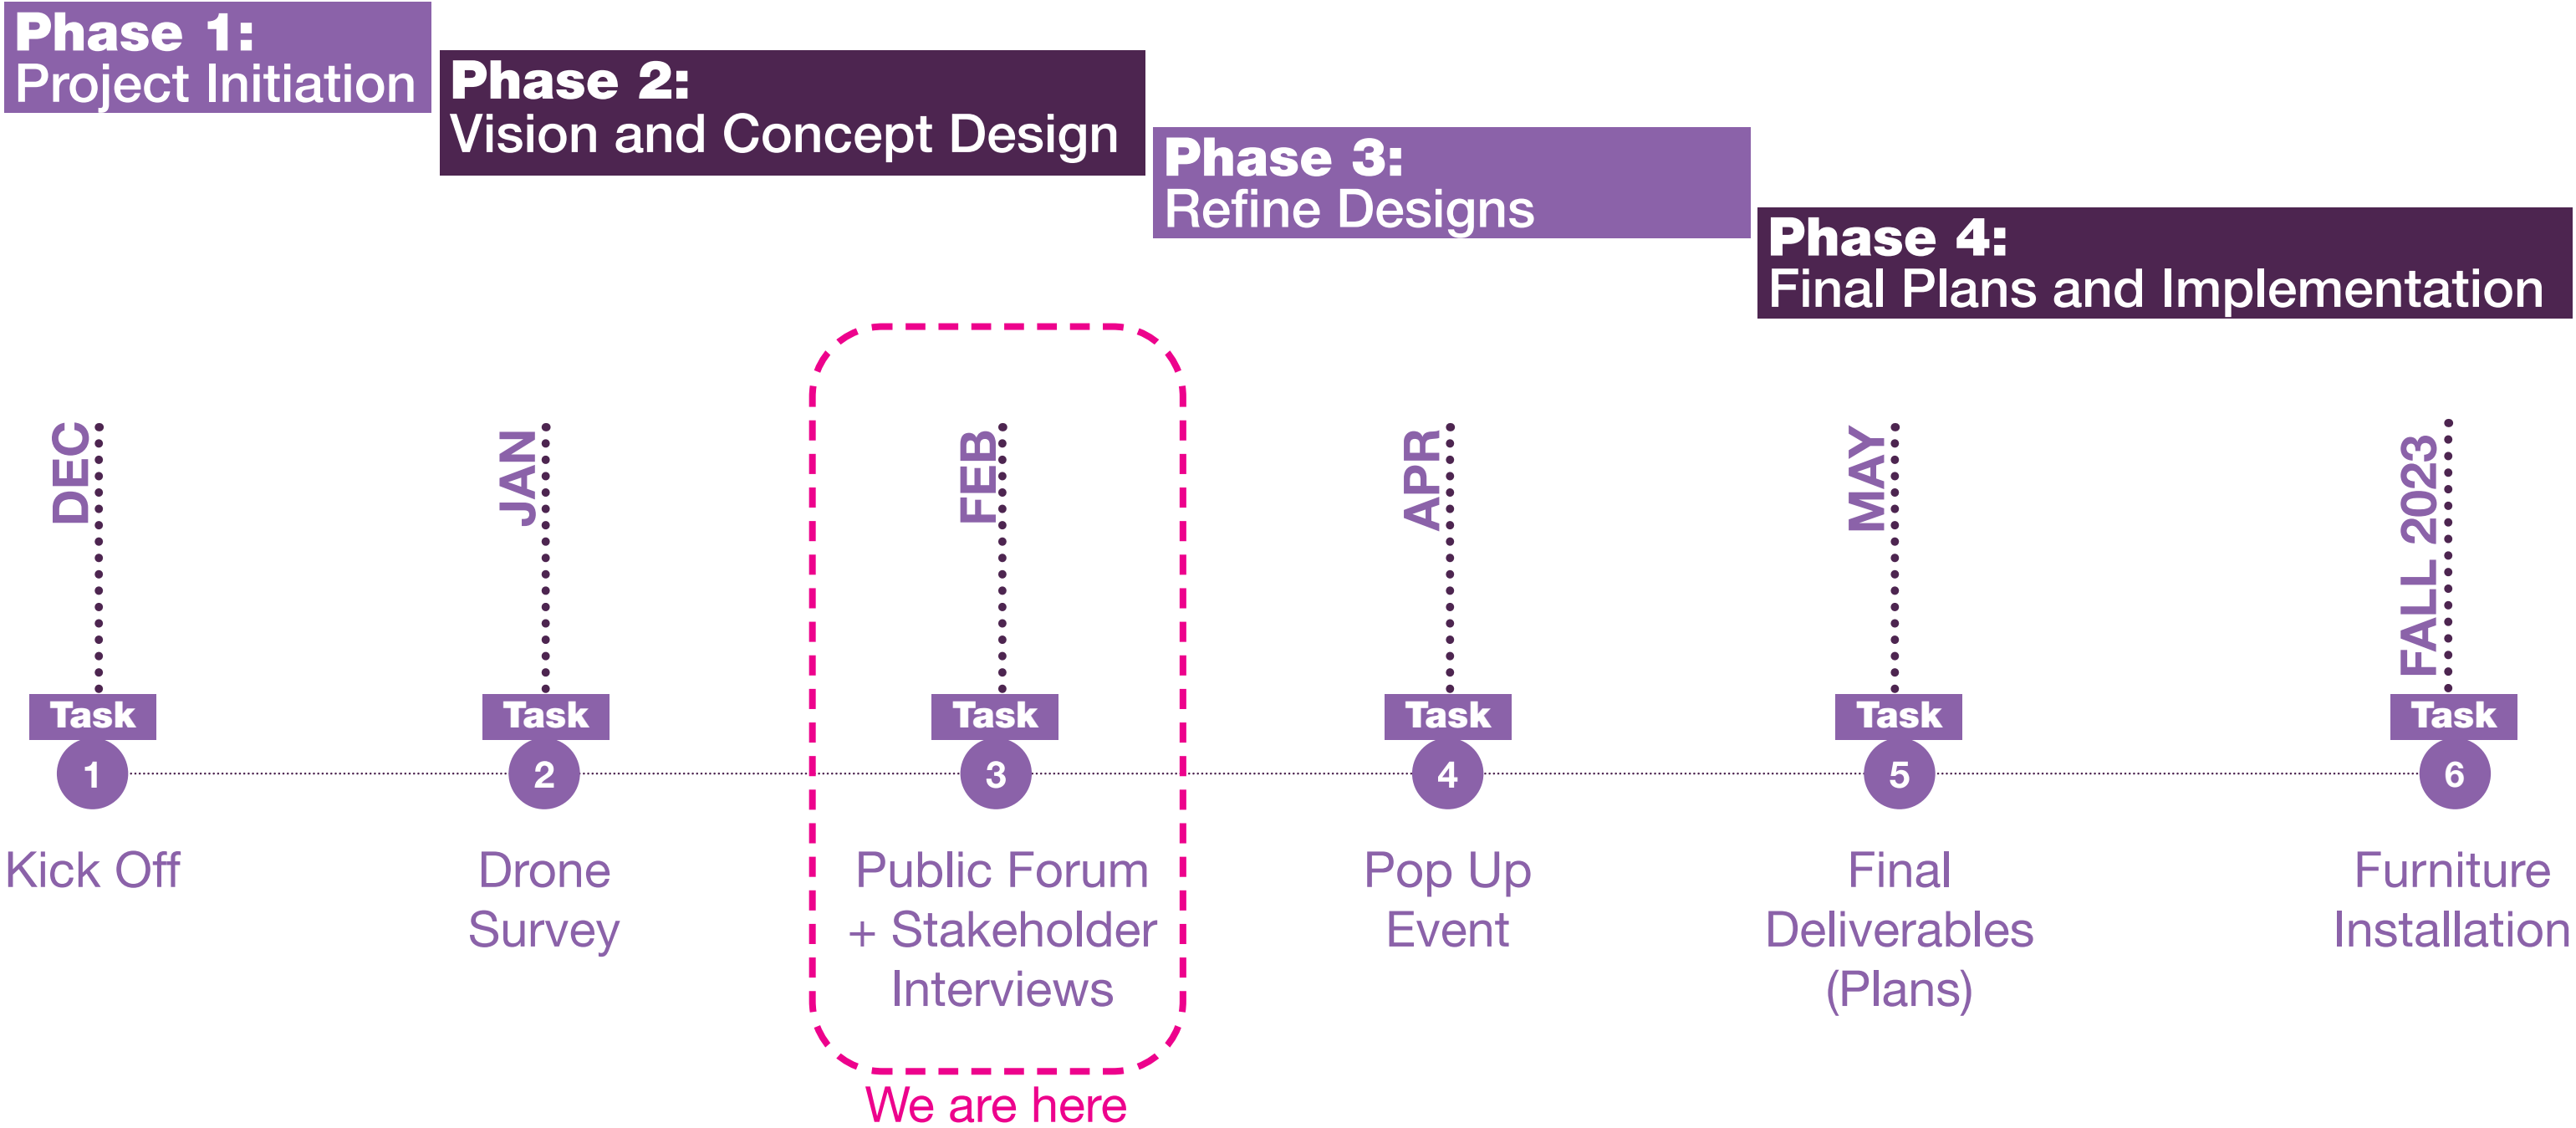 Phase 1:
Project Initiation
Phase 2:
Vision and Concept Design
Phase 3:
Refine Designs
Phase 4:
Final Plans and Implementation
DEC
JAN
FEB
APR
MAY
FALL 2023
Task
Task
Task
Task
Task
Task
1
2
3
4
5
6
Kick Off
Drone
Survey
Public Forum
+ Stakeholder
Interviews
Pop Up
Event
Final
Deliverables
(Plans)
Furniture
Installation
We are here